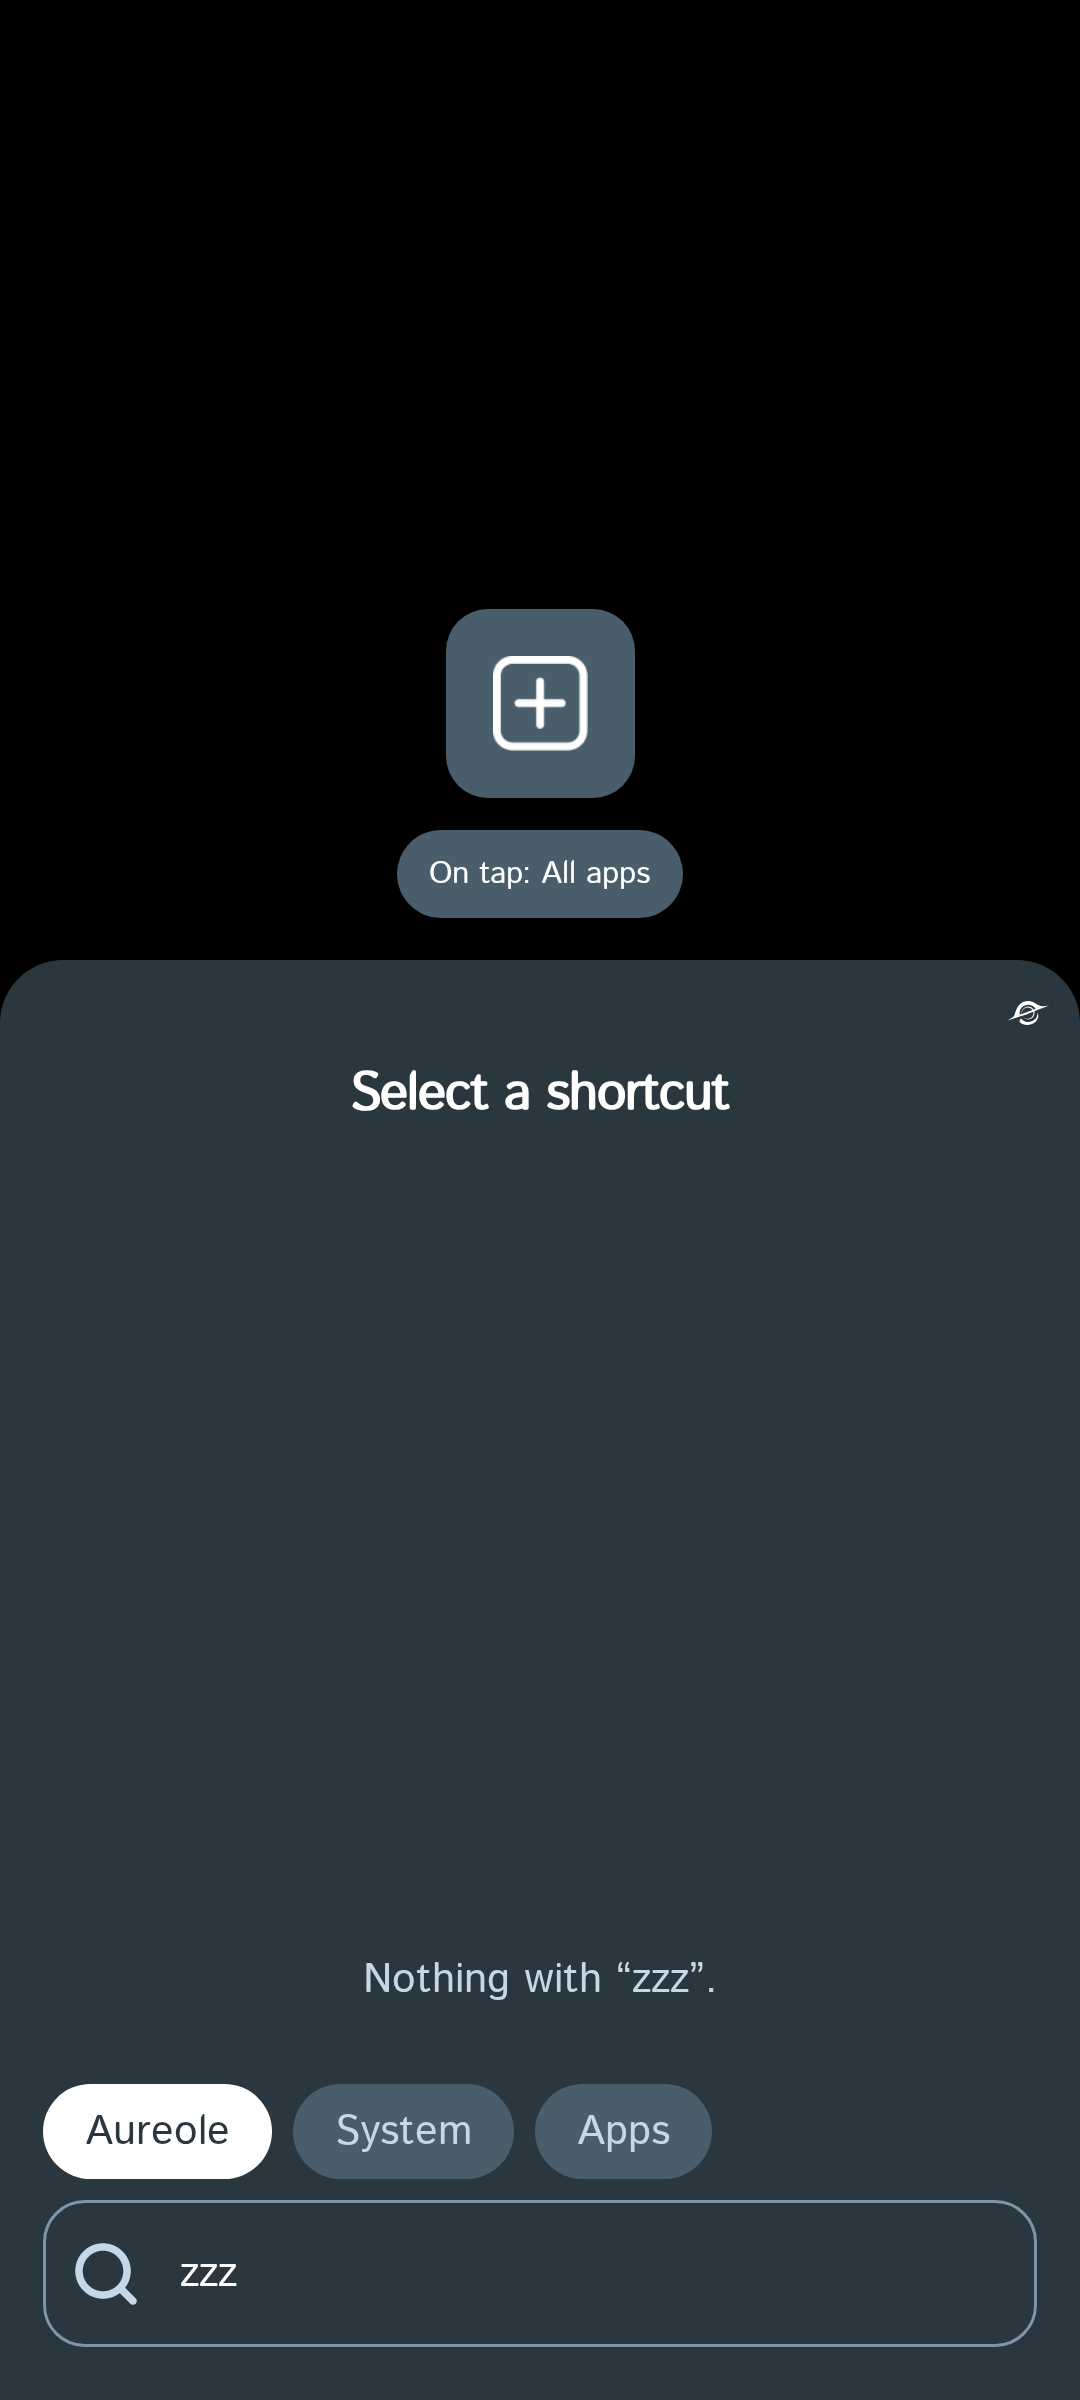 On tap: All apps
Select a shortcut
Nothing with “zzz”.
Aureole
System
Apps
zzz